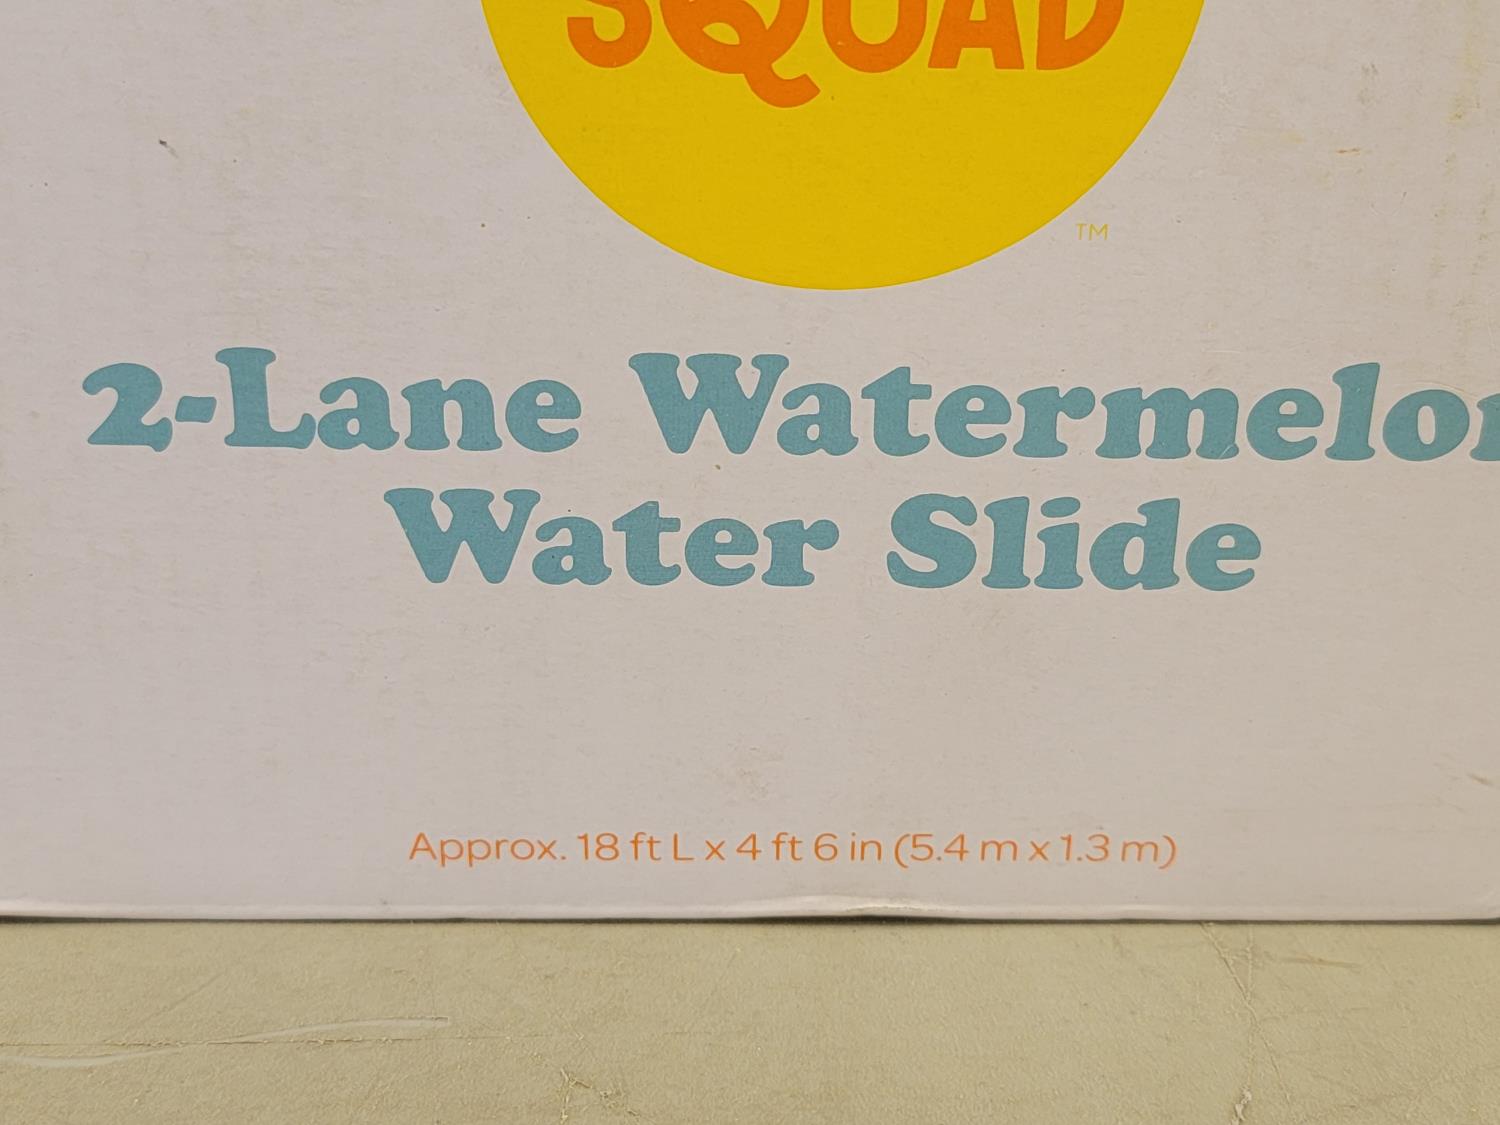 SQUAD
TM
2-Lane Watermelon
Water Slide
Approx. 18 ft L x 4 ft 6 in (5.4 m x 1.3 m)